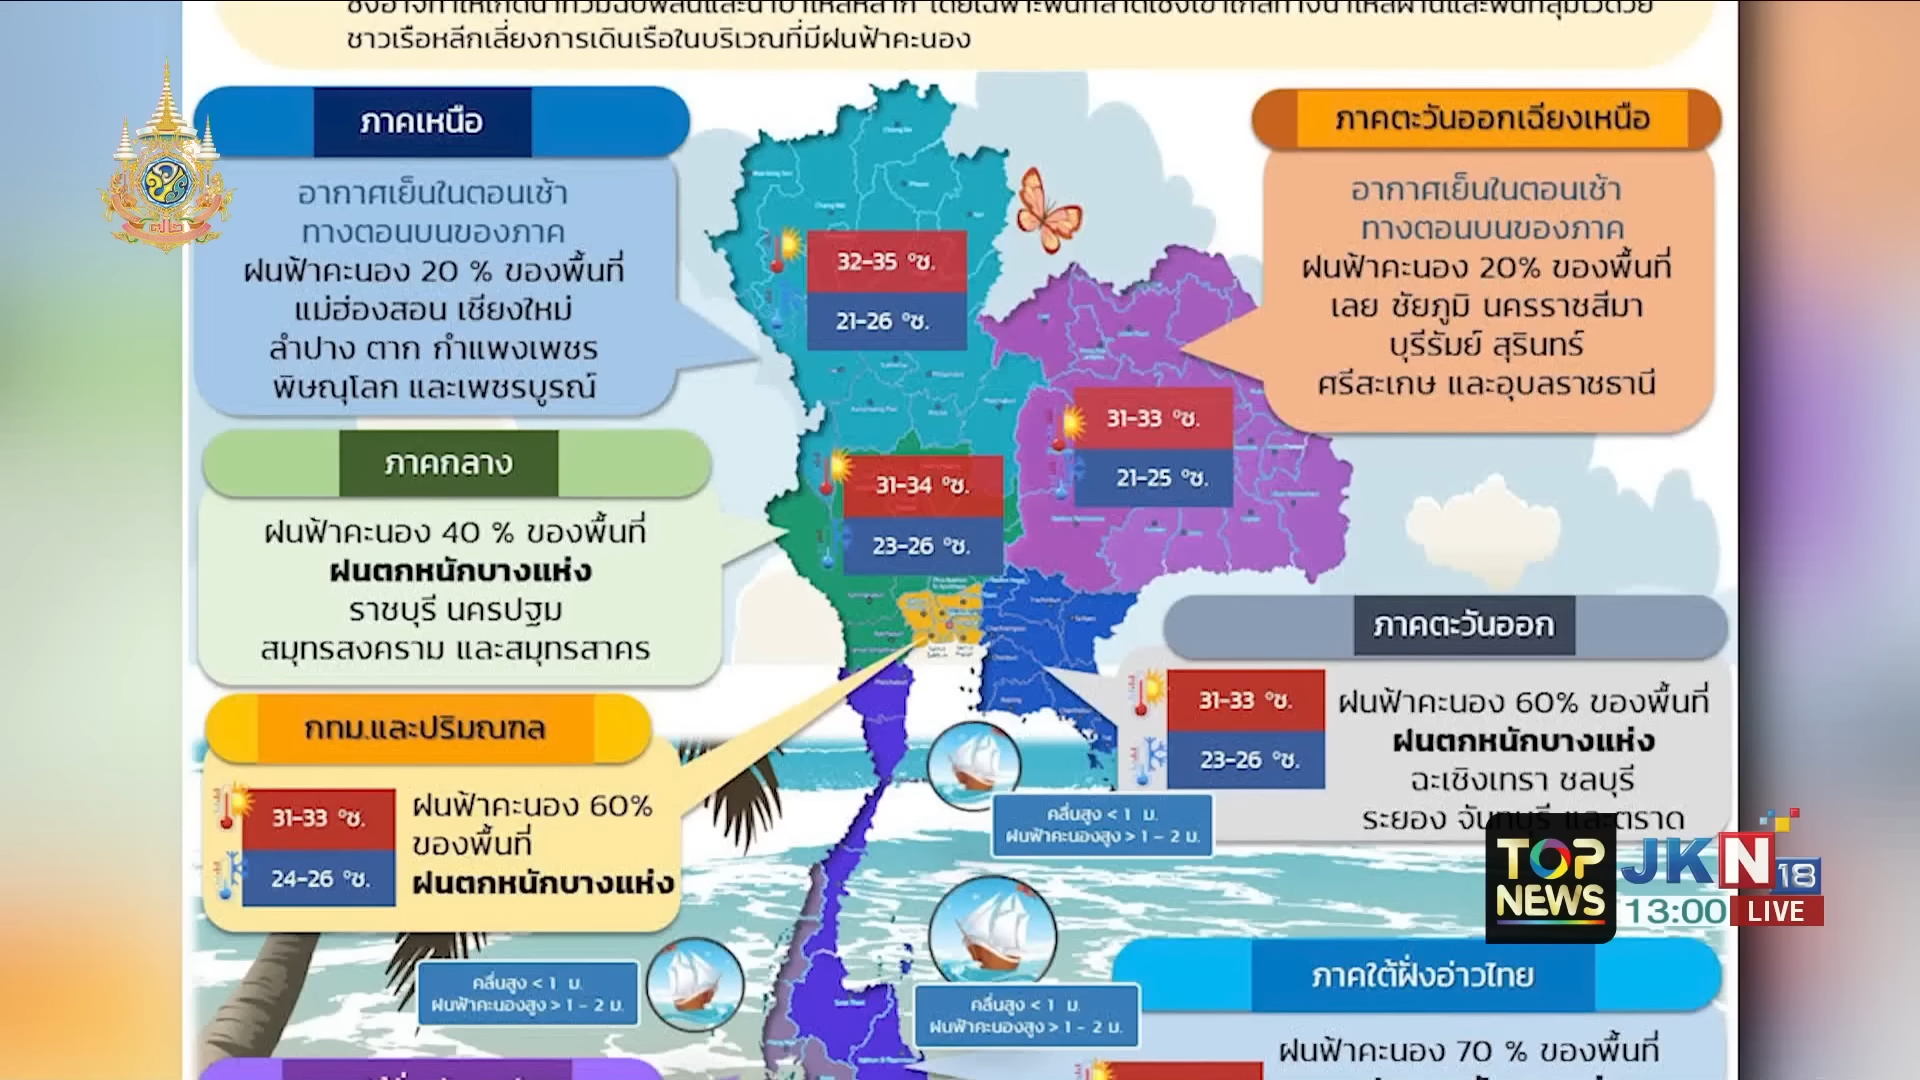 ชาวเรือหลีกเลี่ยงการเดินเรือในบริเวณที่มีฝนฟ้าคะนอง
ภาคเหนือ
อากาศเย็นในตอนเช้า
ทางตอนบนของภาค
ฝนฟ้าคะนอง 20 % ของพื้นที่
แม่ฮ่องสอน เชียงใหม่
ลำปาง ตาก กำแพงเพชร
พิษณุโลก และเพชรบูรณ์
32-35 °ซ.
21-26 °ซ.
ภาคตะวันออกเฉียงเหนือ
อากาศเย็นในตอนเช้า
ทางตอนบนของภาค
ฝนฟ้าคะนอง 20% ของพื้นที่
เลย ชัยภูมิ นครราชสีมา
บุรีรัมย์ สุรินทร์
ศรีสะเกษ และอุบลราชธานี
31-33 °ซ.
21-25 °ซ.
ภาคกลาง
ฝนฟ้าคะนอง 40 % ของพื้นที่
ฝนตกหนักบางแห่ง
ราชบุรี นครปฐม
สมุทรสงคราม และสมุทรสาคร
31-34 °ซ.
23-26 °ซ.
ภาคตะวันออก
31-33 °ซ.
23-26 °ซ.
ฝนฟ้าคะนอง 60% ของพื้นที่
ฝนตกหนักบางแห่ง
ฉะเชิงเทรา ชลบุรี
ระยอง จันทบุรี และตราด
กทม.และปริมณฑล
31-33 °ซ.
24-26 °ซ.
ฝนฟ้าคะนอง 60%
ของพื้นที่
ฝนตกหนักบางแห่ง
คลื่นสูง < 1 ม.
ฝนฟ้าคะนองสูง > 1 - 2 ม.
คลื่นสูง < 1 ม.
ฝนฟ้าคะนองสูง > 1 - 2 ม.
คลื่นสูง < 1 ม.
ฝนฟ้าคะนองสูง > 1 - 2 ม.
TOP
NEWS
JKN 18
13:00 LIVE
ภาคใต้ฝั่งอ่าวไทย
ฝนฟ้าคะนอง 70 % ของพื้นที่